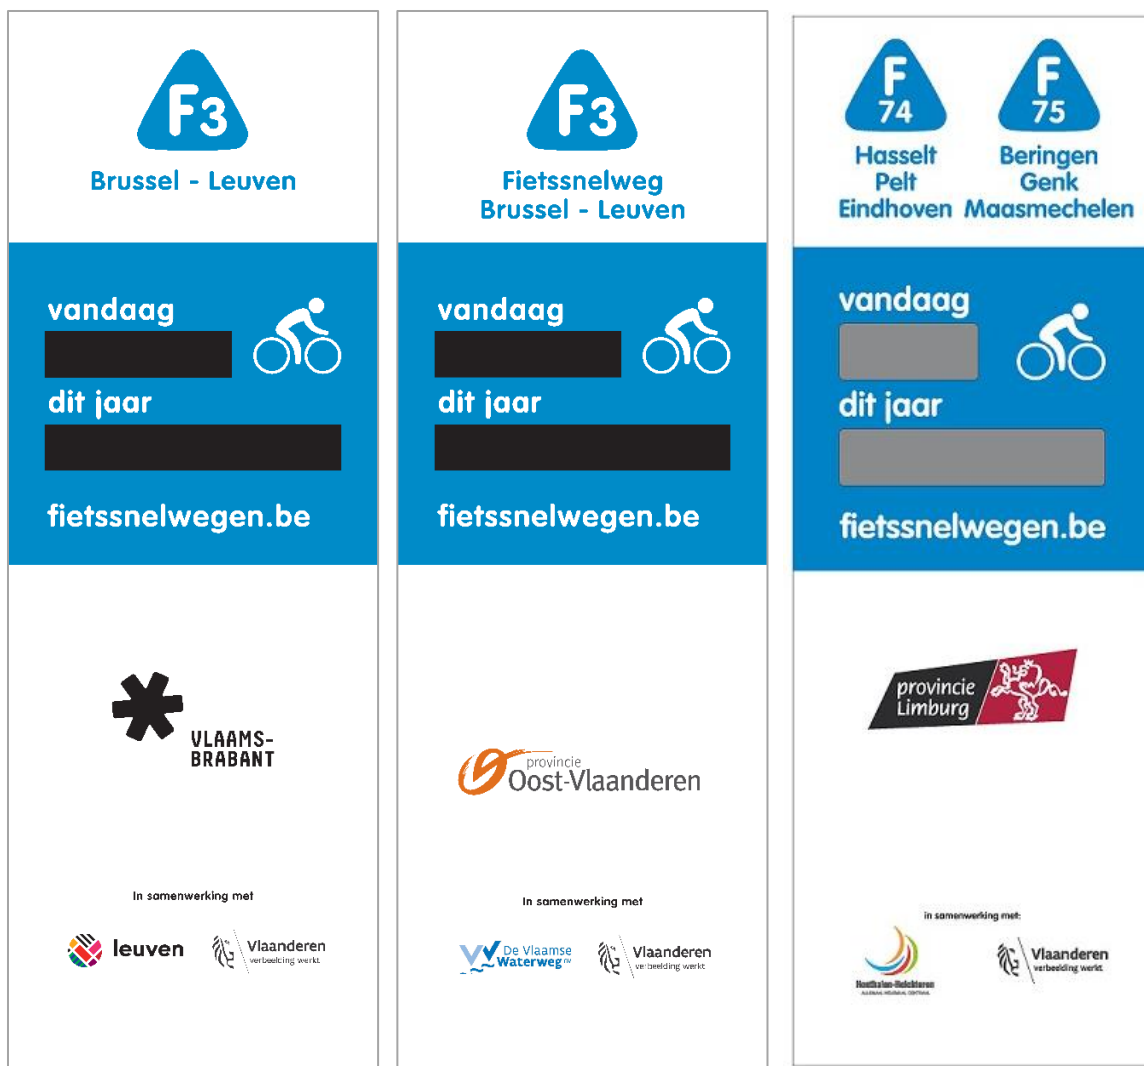 F3
Brussel - Leuven
vandaag
dit jaar
fietssnelwegen.be
VLAAMS-
BRABANT
In samenwerking met
leuven
Vlaanderen
verbeelding werkt
F3
Fietssnelweg
Brussel - Leuven
vandaag
dit jaar
fietssnelwegen.be
provincie
Oost-Vlaanderen
In samenwerking met
De Vlaamse
Waterweg nv
Vlaanderen
verbeelding werkt
F
74
Hasselt
Pelt
Eindhoven
F
75
Beringen
Genk
Maasmechelen
vandaag
dit jaar
fietssnelwegen.be
provincie
Limburg
in samenwerking met:
Houthalen-Helchteren
Vlaanderen
verbeelding werkt